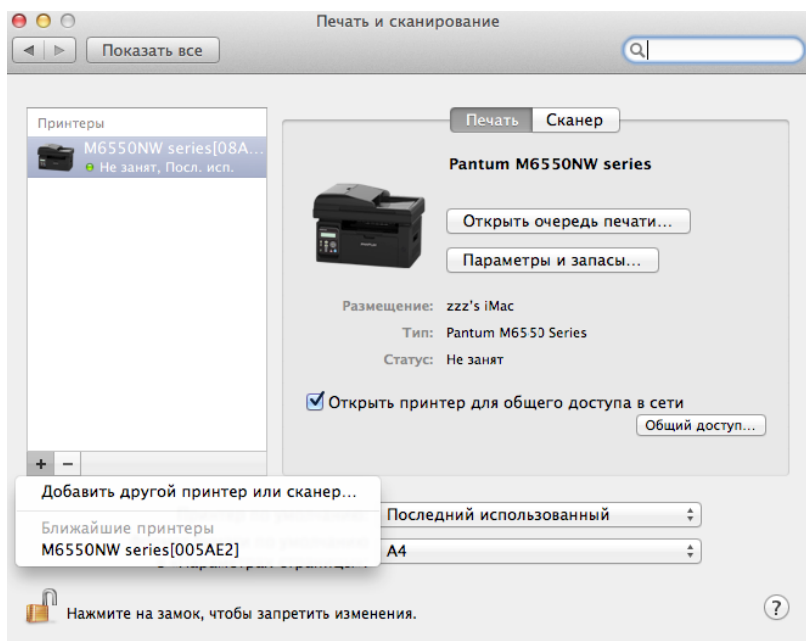 Печать и сканирование
Показать все
Принтеры
M6550NW series[08A...
Не занят, Посл. исп.
Печать Сканер
Pantum M6550NW series
Открыть очередь печати...
Параметры и запасы...
Размещение: zzz's iMac
Тип: Pantum M6550 Series
Статус: Не занят
Открыть принтер для общего доступа в сети
Общий доступ...
+ −
Добавить другой принтер или сканер...
Ближайшие принтеры
M6550NW series[005AE2]
Последний использованный
A4
Нажмите на замок, чтобы запретить изменения.
?